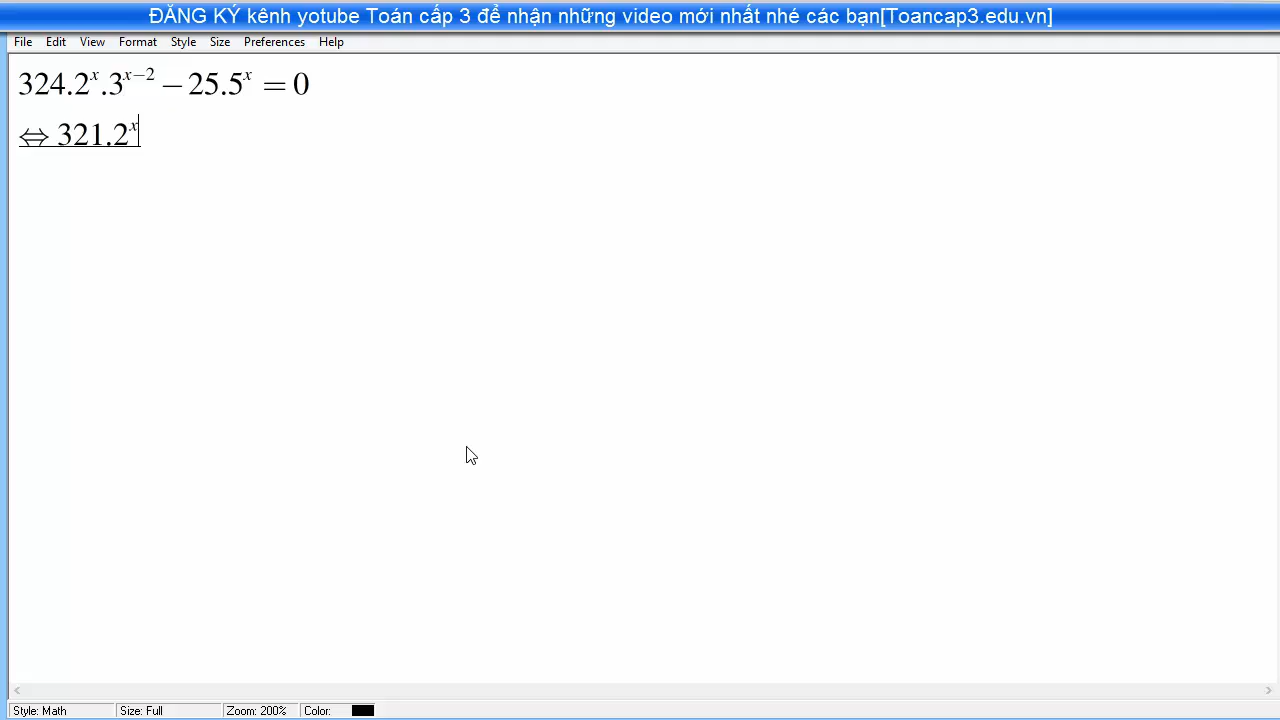 ĐĂNG KÝ kênh yotube Toán cấp 3 để nhận những video mới nhất nhé các bạn[Toancap3.edu.vn]
File Edit View Format Style Size Preferences Help
324.2^x.3^{x−2} − 25.5^x = 0
⇔ 321.2^x
Style: Math Size: Full Zoom: 200% Color: